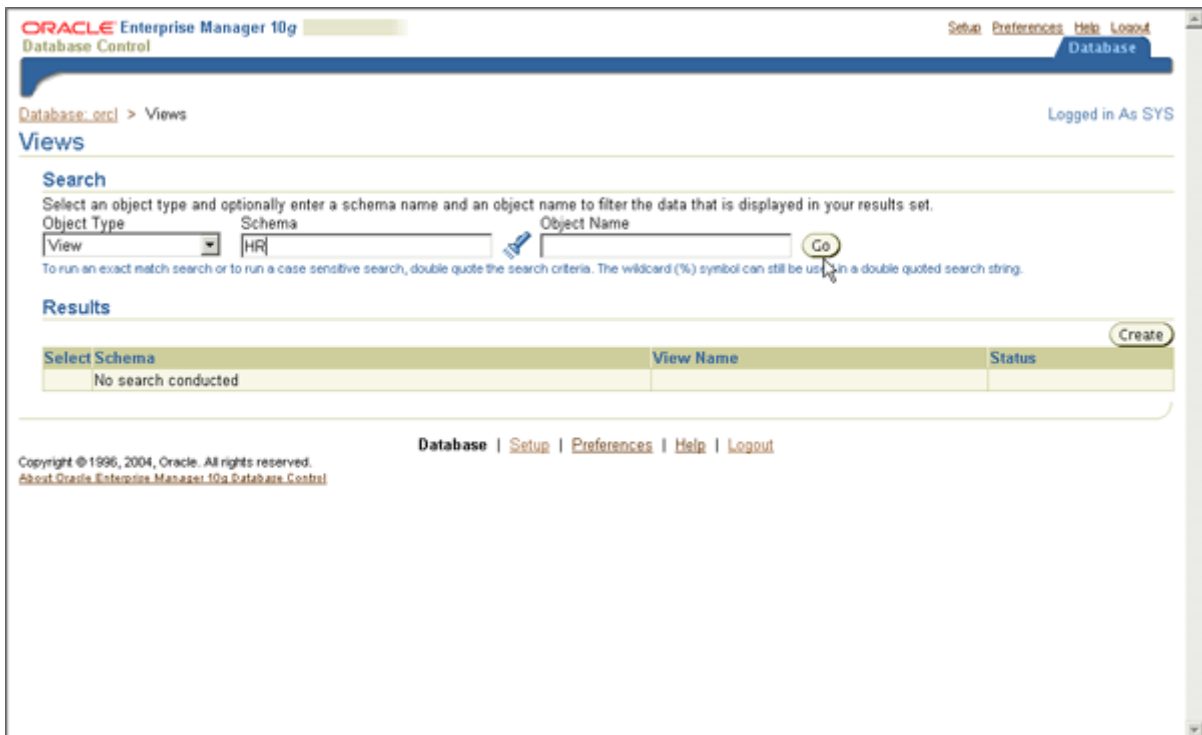 ORACLE Enterprise Manager 10g
Database Control
Setup Preferences Help Logout
Database
Database: orcl > Views
Logged in As SYS
Views
Search
Select an object type and optionally enter a schema name and an object name to filter the data that is displayed in your results set.
Object Type Schema Object Name
View HR Go
To run an exact match search or to run a case sensitive search, double quote the search criteria. The wildcard (%) symbol can still be used in a double quoted search string.
Results
Create
Select Schema View Name Status
No search conducted
Database | Setup | Preferences | Help | Logout
Copyright © 1996, 2004, Oracle. All rights reserved.
About Oracle Enterprise Manager 10g Database Control